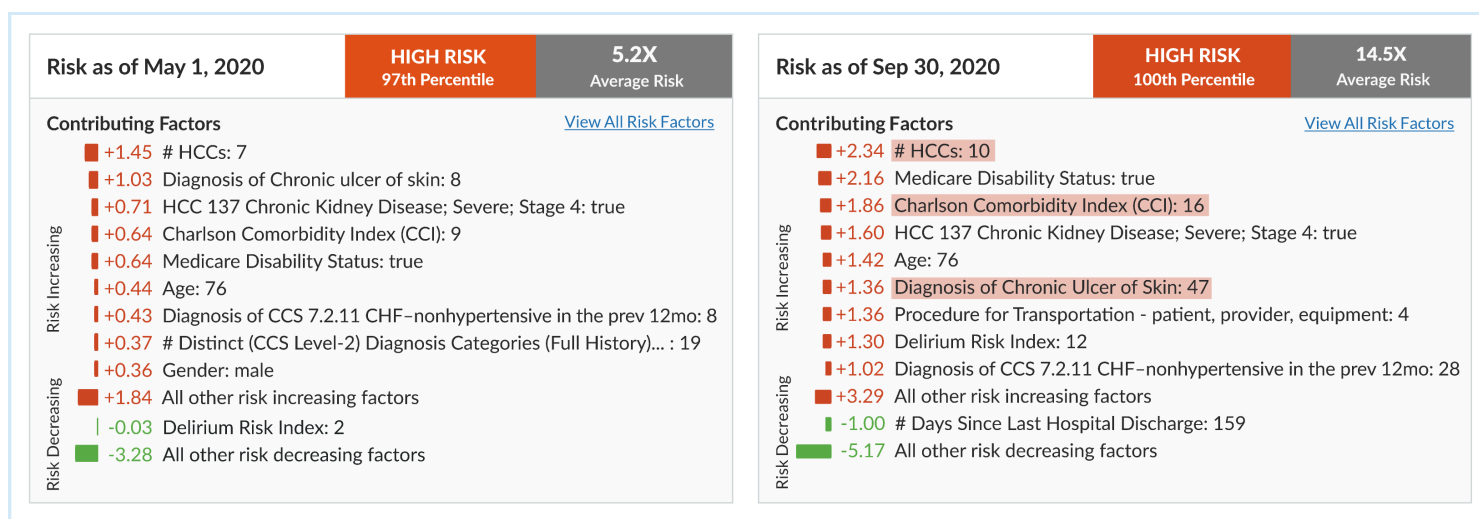 Risk as of May 1, 2020
HIGH RISK
97th Percentile
5.2X
Average Risk
Contributing Factors
View All Risk Factors
Risk Increasing
+1.45 # HCCs: 7
+1.03 Diagnosis of Chronic ulcer of skin: 8
+0.71 HCC 137 Chronic Kidney Disease; Severe; Stage 4: true
+0.64 Charlson Comorbidity Index (CCI): 9
+0.64 Medicare Disability Status: true
+0.44 Age: 76
+0.43 Diagnosis of CCS 7.2.11 CHF–nonhypertensive in the prev 12mo: 8
+0.37 # Distinct (CCS Level-2) Diagnosis Categories (Full History)... : 19
+0.36 Gender: male
+1.84 All other risk increasing factors
Risk Decreasing
-0.03 Delirium Risk Index: 2
-3.28 All other risk decreasing factors
Risk as of Sep 30, 2020
HIGH RISK
100th Percentile
14.5X
Average Risk
Contributing Factors
View All Risk Factors
Risk Increasing
+2.34 # HCCs: 10
+2.16 Medicare Disability Status: true
+1.86 Charlson Comorbidity Index (CCI): 16
+1.60 HCC 137 Chronic Kidney Disease; Severe; Stage 4: true
+1.42 Age: 76
+1.36 Diagnosis of Chronic Ulcer of Skin: 47
+1.36 Procedure for Transportation - patient, provider, equipment: 4
+1.30 Delirium Risk Index: 12
+1.02 Diagnosis of CCS 7.2.11 CHF–nonhypertensive in the prev 12mo: 28
+3.29 All other risk increasing factors
Risk Decreasing
-1.00 # Days Since Last Hospital Discharge: 159
-5.17 All other risk decreasing factors